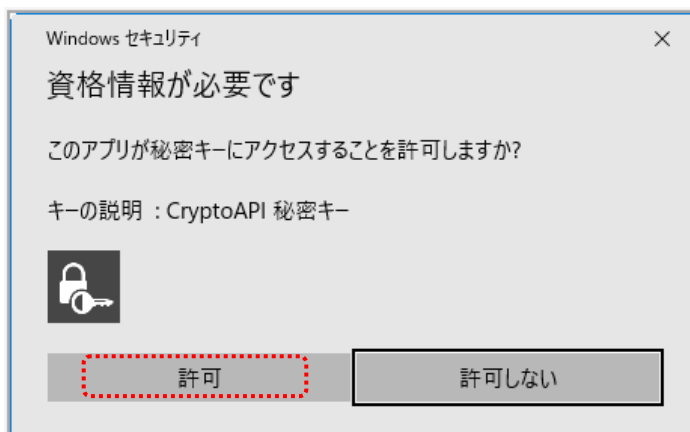 Windows セキュリティ
資格情報が必要です
このアプリが秘密キーにアクセスすることを許可しますか?
キーの説明 : CryptoAPI 秘密キー
許可
許可しない